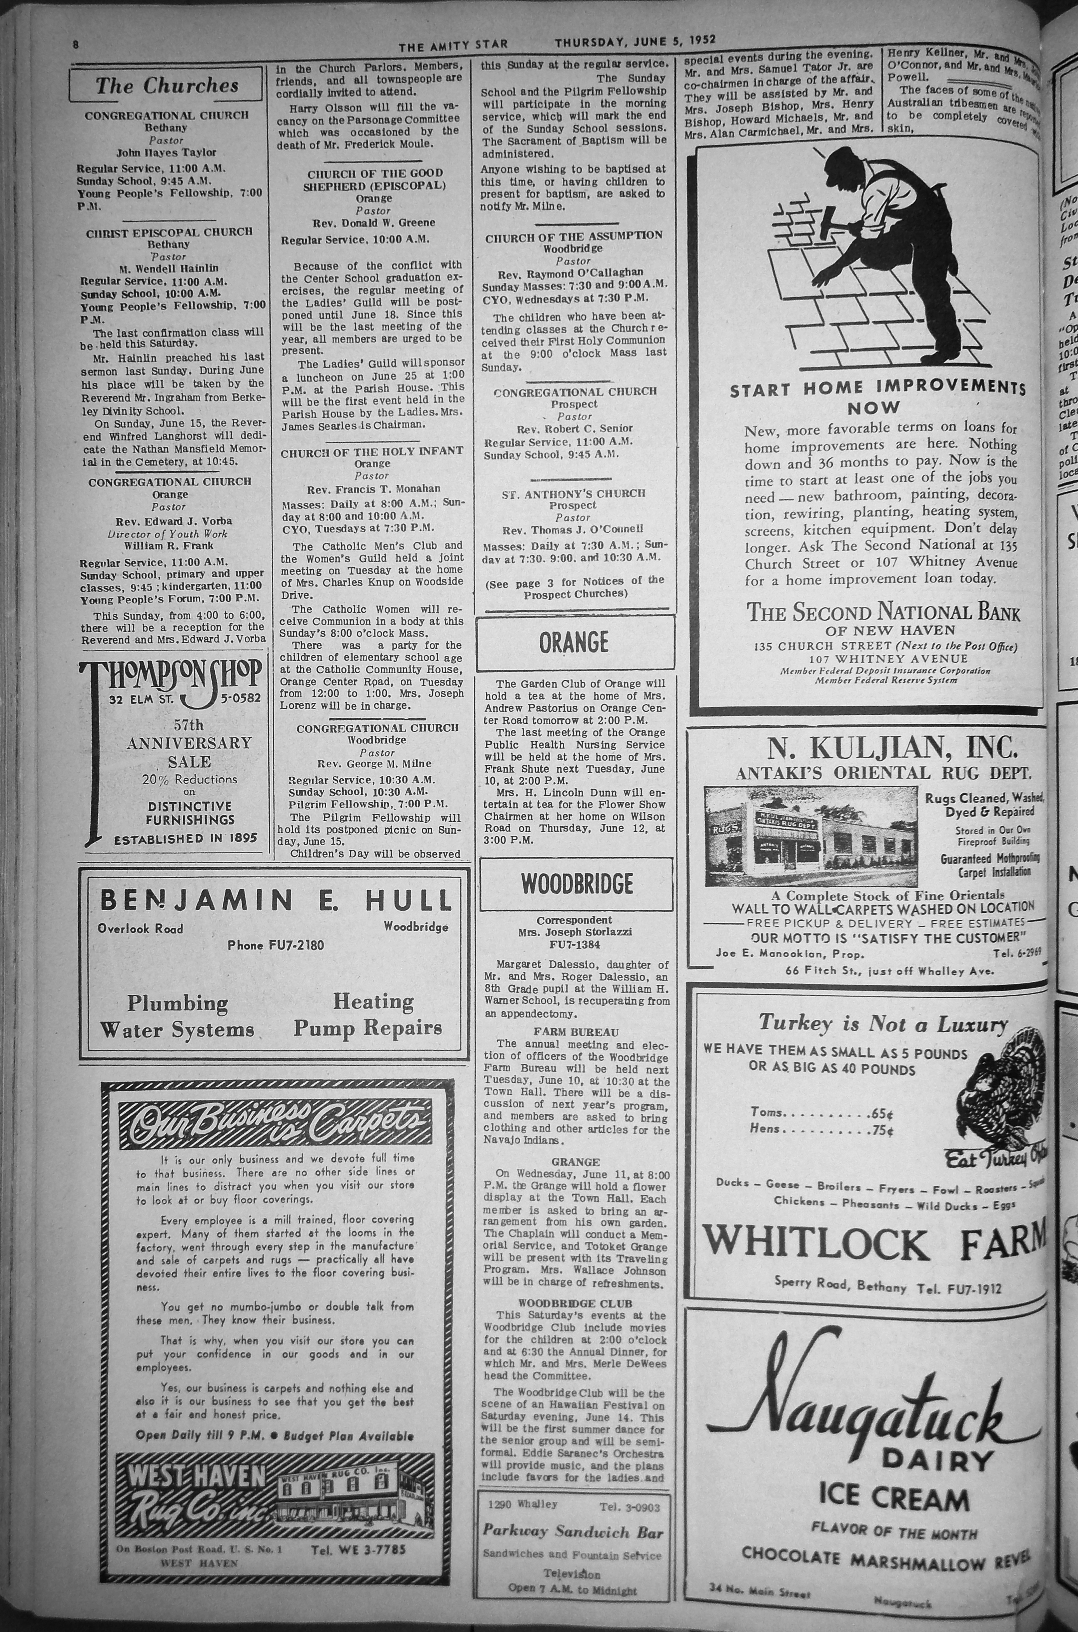 8
THE AMITY STAR THURSDAY, JUNE 5, 1952
The Churches
CONGREGATIONAL CHURCH
Bethany
Pastor
John Hayes Taylor
Regular Service, 11:00 A.M.
Sunday School, 9:45 A.M.
Young People's Fellowship, 7:00
P.M.
CHRIST EPISCOPAL CHURCH
Bethany
Pastor
M. Wendell Hainlin
Regular Service, 11:00 A.M.
Sunday School, 10:00 A.M.
Young People's Fellowship, 7:00
P.M.
The last confirmation class will
be held this Saturday.
Mr. Hainlin preached his last
sermon last Sunday. During June
his place will be taken by the
Reverend Mr. Ingraham from Berke-
ley Divinity School.
On Sunday, June 15, the Rever-
end Winfred Langhorst will dedi-
cate the Nathan Mansfield Memor-
ial in the Cemetery, at 10:45.
CONGREGATIONAL CHURCH
Orange
Pastor
Rev. Edward J. Vorba
Director of Youth Work
William R. Frank
Regular Service, 11:00 A.M.
Sunday School, primary and upper
classes, 9:45 ; kindergarten, 11:00
Young People's Forum, 7:00 P.M.
This Sunday, from 4:00 to 6:00,
there will be a reception for the
Reverend and Mrs. Edward J. Vorba
THOMPSON SHOP
32 ELM ST. 5-0582
57th
ANNIVERSARY
SALE
20% Reductions
on
DISTINCTIVE
FURNISHINGS
ESTABLISHED IN 1895
in the Church Parlors. Members,
friends, and all townspeople are
cordially invited to attend.
Harry Olsson will fill the va-
cancy on the Parsonage Committee
which was occasioned by the
death of Mr. Frederick Moule.
CHURCH OF THE GOOD
SHEPHERD (EPISCOPAL)
Orange
Pastor
Rev. Donald W. Greene
Regular Service, 10:00 A.M.
Because of the conflict with
the Center School graduation ex-
ercises, the regular meeting of
the Ladies' Guild will be post-
poned until June 18. Since this
will be the last meeting of the
year, all members are urged to be
present.
The Ladies' Guild will sponsor
a luncheon on June 25 at 1:00
P.M. at the Parish House. This
will be the first event held in the
Parish House by the Ladies. Mrs.
James Searles is Chairman.
CHURCH OF THE HOLY INFANT
Orange
Pastor
Rev. Francis T. Monahan
Masses: Daily at 8:00 A.M.; Sun-
day at 8:00 and 10:00 A.M.
CYO, Tuesdays at 7:30 P.M.
The Catholic Men's Club and
the Women's Guild held a joint
meeting on Tuesday at the home
of Mrs. Charles Knup on Woodside
Drive.
The Catholic Women will re-
ceive Communion in a body at this
Sunday's 8:00 o'clock Mass.
There was a party for the
children of elementary school age
at the Catholic Community House,
Orange Center Road, on Tuesday
from 12:00 to 1:00. Mrs. Joseph
Lorenz will be in charge.
CONGREGATIONAL CHURCH
Woodbridge
Pastor
Rev. George M. Milne
Regular Service, 10:30 A.M.
Sunday School, 10:30 A.M.
Pilgrim Fellowship, 7:00 P.M.
The Pilgrim Fellowship will
hold its postponed picnic on Sun-
day, June 15.
Children's Day will be observed
BENJAMIN E. HULL
Overlook Road Woodbridge
Phone FU7-2180
Plumbing Heating
Water Systems Pump Repairs
Our Business is Carpets
It is our only business and we devote full time
to that business. There are no other side lines or
main lines to distract you when you visit our store
to look at or buy floor coverings.
Every employee is a mill trained, floor covering
expert. Many of them started at the looms in the
factory, went through every step in the manufacture
and sale of carpets and rugs — practically all have
devoted their entire lives to the floor covering busi-
ness.
You get no mumbo-jumbo or double talk from
these men. They know their business.
That is why, when you visit our store you can
put your confidence in our goods and in our
employees.
Yes, our business is carpets and nothing else and
also it is our business to see that you get the best
at a fair and honest price.
Open Daily till 9 P.M. • Budget Plan Available
WEST HAVEN
Rug Co. inc.
WEST HAVEN RUG CO. Inc.
On Boston Post Road, U. S. No. 1 Tel. WE 3-7785
WEST HAVEN
this Sunday at the regular service.
The Sunday
School and the Pilgrim Fellowship
will participate in the morning
service, which will mark the end
of the Sunday School sessions.
The Sacrament of Baptism will be
administered.
Anyone wishing to be baptised at
this time, or having children to
present for baptism, are asked to
notify Mr. Milne.
CHURCH OF THE ASSUMPTION
Woodbridge
Pastor
Rev. Raymond O'Callaghan
Sunday Masses: 7:30 and 9:00 A.M.
CYO, Wednesdays at 7:30 P.M.
The children who have been at-
tending classes at the Church re-
ceived their First Holy Communion
at the 9:00 o'clock Mass last
Sunday.
CONGREGATIONAL CHURCH
Prospect
Pastor
Rev. Robert C. Senior
Regular Service, 11:00 A.M.
Sunday School, 9:45 A.M.
ST. ANTHONY'S CHURCH
Prospect
Pastor
Rev. Thomas J. O'Connell
Masses: Daily at 7:30 A.M.; Sun-
day at 7:30, 9:00, and 10:30 A.M.
(See page 3 for Notices of the
Prospect Churches)
ORANGE
The Garden Club of Orange will
hold a tea at the home of Mrs.
Andrew Pastorius on Orange Cen-
ter Road tomorrow at 2:00 P.M.
The last meeting of the Orange
Public Health Nursing Service
will be held at the home of Mrs.
Frank Shute next Tuesday, June
10, at 2:00 P.M.
Mrs. H. Lincoln Dunn will en-
tertain at tea for the Flower Show
Chairmen at her home on Wilson
Road on Thursday, June 12, at
3:00 P.M.
WOODBRIDGE
Correspondent
Mrs. Joseph Storlazzi
FU7-1384
Margaret Dalessio, daughter of
Mr. and Mrs. Roger Dalessio, an
8th Grade pupil at the William H.
Warner School, is recuperating from
an appendectomy.
FARM BUREAU
The annual meeting and elec-
tion of officers of the Woodbridge
Farm Bureau will be held next
Tuesday, June 10, at 10:30 at the
Town Hall. There will be a dis-
cussion of next year's program,
and members are asked to bring
clothing and other articles for the
Navajo Indians.
GRANGE
On Wednesday, June 11, at 8:00
P.M. the Grange will hold a flower
display at the Town Hall. Each
member is asked to bring an ar-
rangement from his own garden.
The Chaplain will conduct a Mem-
orial Service, and Totoket Grange
will be present with its Traveling
Program. Mrs. Wallace Johnson
will be in charge of refreshments.
WOODBRIDGE CLUB
This Saturday's events at the
Woodbridge Club include movies
for the children at 2:00 o'clock
and at 6:30 the Annual Dinner, for
which Mr. and Mrs. Merle DeWees
head the Committee.
The Woodbridge Club will be the
scene of an Hawaiian Festival on
Saturday evening, June 14. This
will be the first summer dance for
the senior group and will be semi-
formal. Eddie Saranec's Orchestra
will provide music, and the plans
include favors for the ladies and
1290 Whalley Tel. 3-0903
Parkway Sandwich Bar
Sandwiches and Fountain Service
Television
Open 7 A.M. to Midnight
special events during the evening.
Mr. and Mrs. Samuel Tator Jr. are
co-chairmen in charge of the affair.
They will be assisted by Mr. and
Mrs. Joseph Bishop, Mrs. Henry
Bishop, Howard Michaels, Mr. and
Mrs. Alan Carmichael, Mr. and Mrs.
Henry Kellner, Mr. and Mrs.
O'Connor, and Mr. and Mrs.
Powell.
The faces of some of the
Australian tribesmen are
to be completely covered
skin,
START HOME IMPROVEMENTS
NOW
New, more favorable terms on loans for
home improvements are here. Nothing
down and 36 months to pay. Now is the
time to start at least one of the jobs you
need — new bathroom, painting, decora-
tion, rewiring, planting, heating system,
screens, kitchen equipment. Don't delay
longer. Ask The Second National at 135
Church Street or 107 Whitney Avenue
for a home improvement loan today.
THE SECOND NATIONAL BANK
OF NEW HAVEN
135 CHURCH STREET (Next to the Post Office)
107 WHITNEY AVENUE
Member Federal Deposit Insurance Corporation
Member Federal Reserve System
N. KULJIAN, INC.
ANTAKI'S ORIENTAL RUG DEPT.
RUGS
Rugs Cleaned, Washed,
Dyed & Repaired
Stored in Our Own
Fireproof Building
Guaranteed Mothproofing
Carpet Installation
A Complete Stock of Fine Orientals
WALL TO WALL CARPETS WASHED ON LOCATION
FREE PICKUP & DELIVERY — FREE ESTIMATES
OUR MOTTO IS "SATISFY THE CUSTOMER"
Joe E. Manookian, Prop. Tel. 6-2969
66 Fitch St., just off Whalley Ave.
Turkey is Not a Luxury
WE HAVE THEM AS SMALL AS 5 POUNDS
OR AS BIG AS 40 POUNDS
Toms. . . . . . . . . .65¢
Hens. . . . . . . . . .75¢
Eat Turkey
Ducks — Geese — Broilers — Fryers — Fowl — Roasters —
Chickens — Pheasants — Wild Ducks — Eggs
WHITLOCK FARM
Sperry Road, Bethany Tel. FU7-1912
Naugatuck
DAIRY
ICE CREAM
FLAVOR OF THE MONTH
CHOCOLATE MARSHMALLOW REVEL
34 No. Main Street Naugatuck